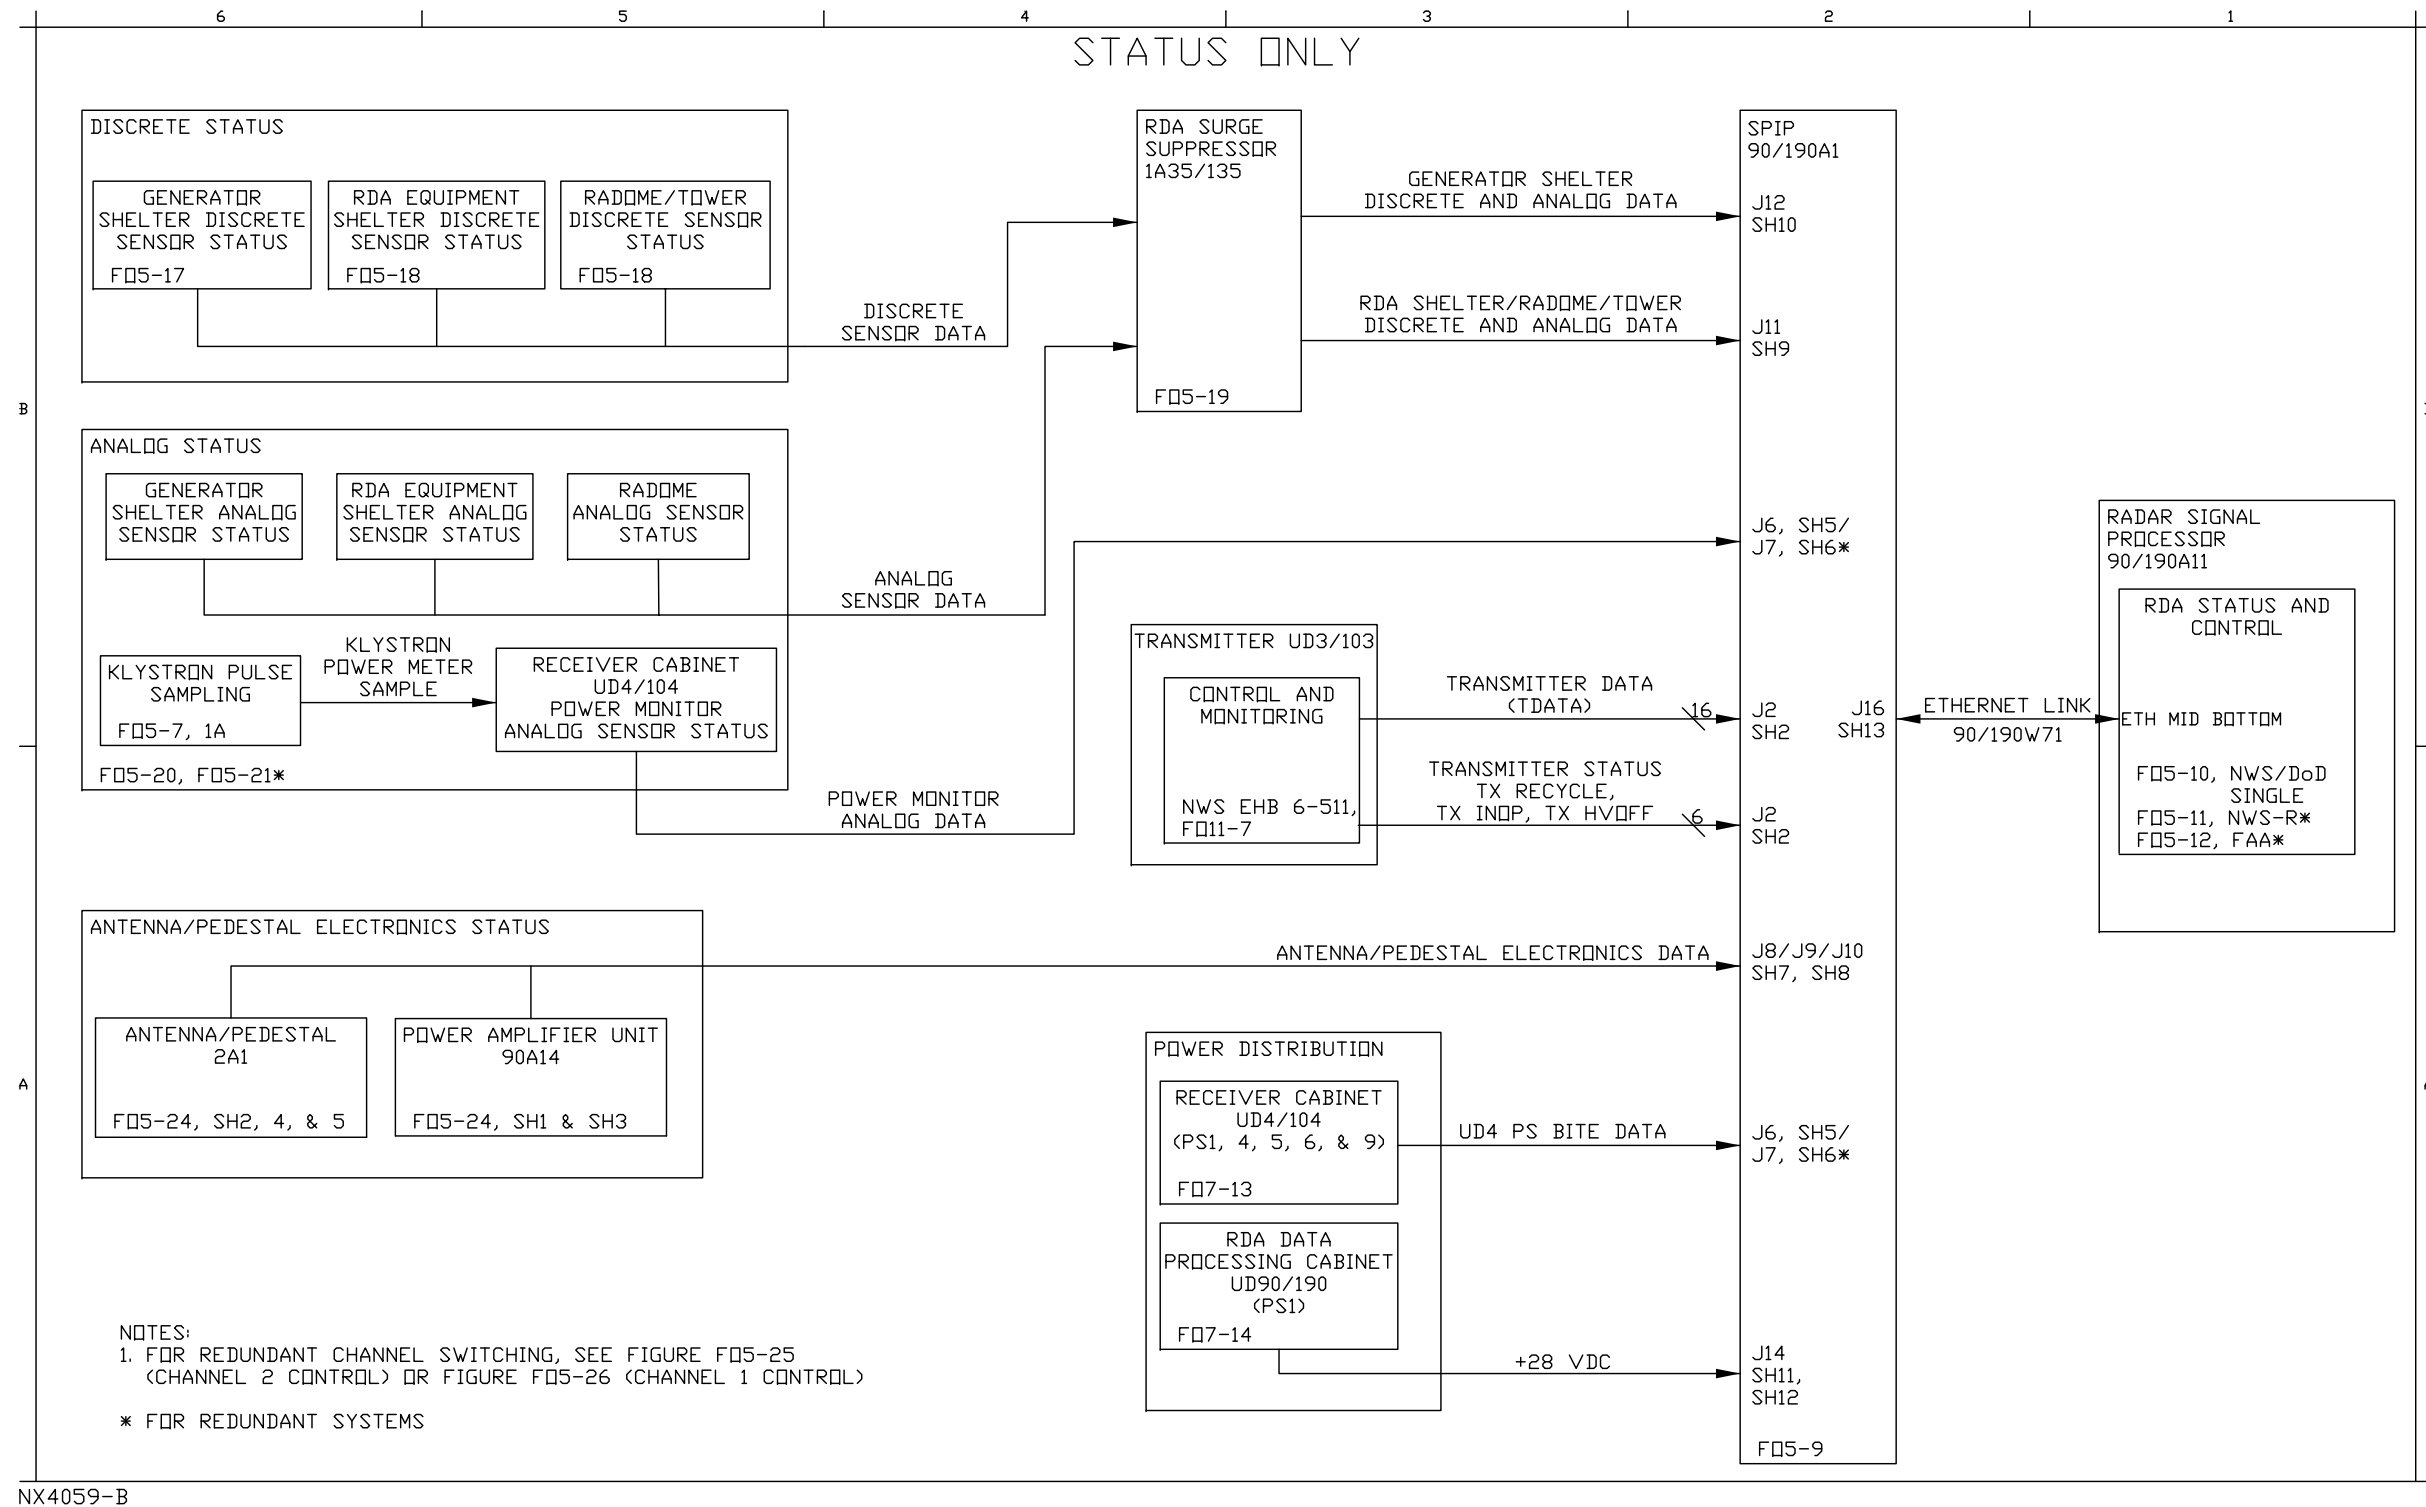 6 5 4 3 2 1
STATUS ONLY
DISCRETE STATUS
GENERATOR
SHELTER DISCRETE
SENSOR STATUS
FO5-17
RDA EQUIPMENT
SHELTER DISCRETE
SENSOR STATUS
FO5-18
RADOME/TOWER
DISCRETE SENSOR
STATUS
FO5-18
DISCRETE
SENSOR DATA
RDA SURGE
SUPPRESSOR
1A35/135
FO5-19
GENERATOR SHELTER
DISCRETE AND ANALOG DATA
RDA SHELTER/RADOME/TOWER
DISCRETE AND ANALOG DATA
SPIP
90/190A1
J12
SH10
J11
SH9
B
ANALOG STATUS
GENERATOR
SHELTER ANALOG
SENSOR STATUS
RDA EQUIPMENT
SHELTER ANALOG
SENSOR STATUS
RADOME
ANALOG SENSOR
STATUS
ANALOG
SENSOR DATA
KLYSTRON PULSE
SAMPLING
FO5-7, 1A
KLYSTRON
POWER METER
SAMPLE
RECEIVER CABINET
UD4/104
POWER MONITOR
ANALOG SENSOR STATUS
FO5-20, FO5-21*
POWER MONITOR
ANALOG DATA
J6, SH5/
J7, SH6*
TRANSMITTER UD3/103
CONTROL AND
MONITORING
NWS EHB 6-511,
FO11-7
TRANSMITTER DATA
(TDATA)
16
J2
SH2
TRANSMITTER STATUS
TX RECYCLE,
TX INOP, TX HVOFF
6
J2
SH2
J16
SH13
ETHERNET LINK
90/190W71
RADAR SIGNAL
PROCESSOR
90/190A11
RDA STATUS AND
CONTROL
ETH MID BOTTOM
FO5-10, NWS/DoD
SINGLE
FO5-11, NWS-R*
FO5-12, FAA*
ANTENNA/PEDESTAL ELECTRONICS STATUS
ANTENNA/PEDESTAL
2A1
FO5-24, SH2, 4, & 5
POWER AMPLIFIER UNIT
90A14
FO5-24, SH1 & SH3
ANTENNA/PEDESTAL ELECTRONICS DATA
J8/J9/J10
SH7, SH8
A
POWER DISTRIBUTION
RECEIVER CABINET
UD4/104
(PS1, 4, 5, 6, & 9)
FO7-13
UD4 PS BITE DATA
J6, SH5/
J7, SH6*
RDA DATA
PROCESSING CABINET
UD90/190
(PS1)
FO7-14
+28 VDC
J14
SH11,
SH12
FO5-9
NOTES:
1. FOR REDUNDANT CHANNEL SWITCHING, SEE FIGURE FO5-25
(CHANNEL 2 CONTROL) OR FIGURE FO5-26 (CHANNEL 1 CONTROL)
* FOR REDUNDANT SYSTEMS
NX4059-B